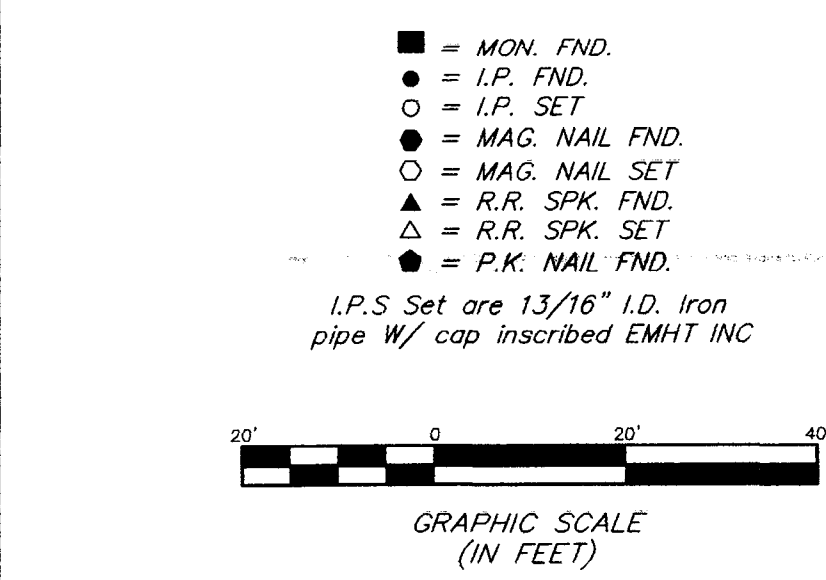 ■ = MON. FND.
● = I.P. FND.
○ = I.P. SET
⬢ = MAG. NAIL FND.
⬡ = MAG. NAIL SET
▲ = R.R. SPK. FND.
△ = R.R. SPK. SET
⬟ = P.K. NAIL FND.
I.P.S Set are 13/16" I.D. Iron
pipe W/ cap inscribed EMHT INC
20' 0 20' 40
GRAPHIC SCALE
(IN FEET)